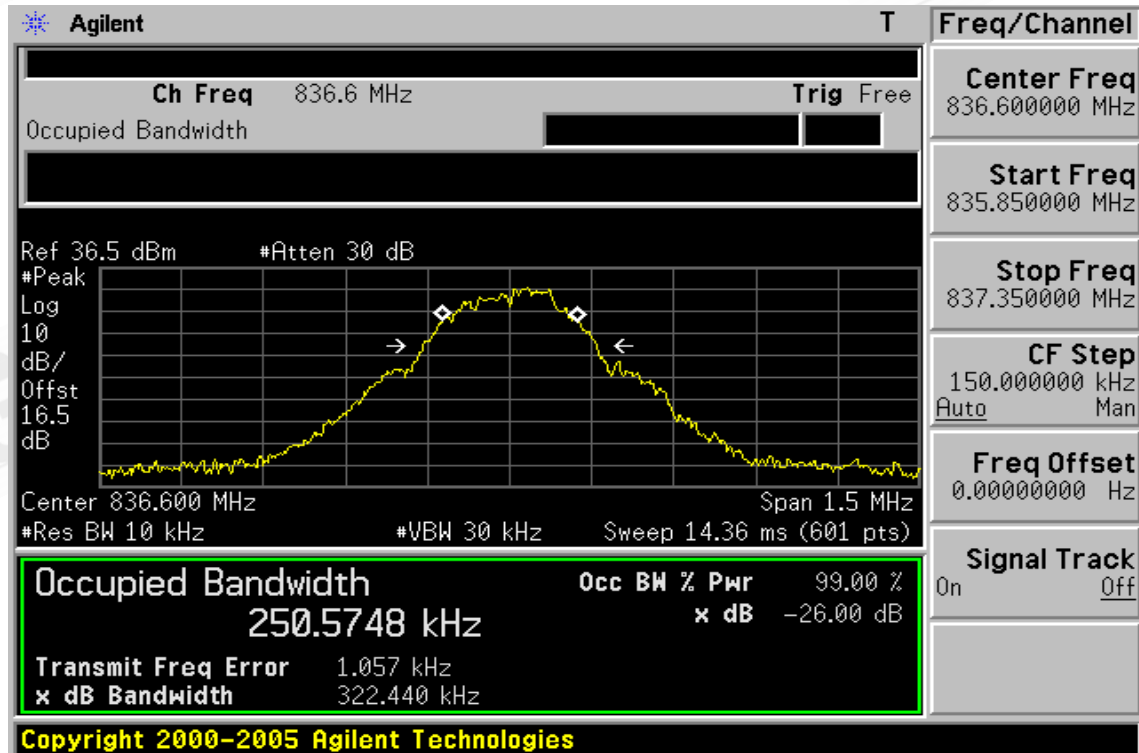 Agilent
T
Freq/Channel
Ch Freq 836.6 MHz
Trig Free
Occupied Bandwidth
Center Freq
836.600000 MHz
Start Freq
835.850000 MHz
Stop Freq
837.350000 MHz
CF Step
150.000000 kHz
Auto Man
Freq Offset
0.00000000 Hz
Signal Track
On Off
Ref 36.5 dBm #Atten 30 dB
#Peak
Log
10
dB/
Offst
16.5
dB
Center 836.600 MHz Span 1.5 MHz
#Res BW 10 kHz #VBW 30 kHz Sweep 14.36 ms (601 pts)
Occupied Bandwidth
250.5748 kHz
Occ BW % Pwr 99.00 %
x dB -26.00 dB
Transmit Freq Error 1.057 kHz
x dB Bandwidth 322.440 kHz
Copyright 2000-2005 Agilent Technologies